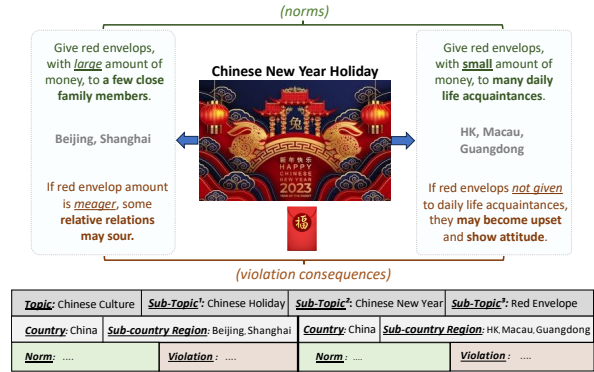 (norms)
Give red envelops,
with large amount of
money, to a few close
family members.
Beijing, Shanghai
If red envelop amount
is meager, some
relative relations
may sour.
Chinese New Year Holiday
新年快乐
HAPPY
CHINESE
NEW YEAR
2023
福
Give red envelops,
with small amount of
money, to many daily
life acquaintances.
HK, Macau,
Guangdong
If red envelops not given
to daily life acquaintances,
they may become upset
and show attitude.
(violation consequences)
Topic: Chinese Culture Sub-Topic¹: Chinese Holiday Sub-Topic²: Chinese New Year Sub-Topic³: Red Envelope
Country: China Sub-country Region: Beijing, Shanghai Country: China Sub-country Region: HK, Macau, Guangdong
Norm: .... Violation: .... Norm: .... Violation: ....